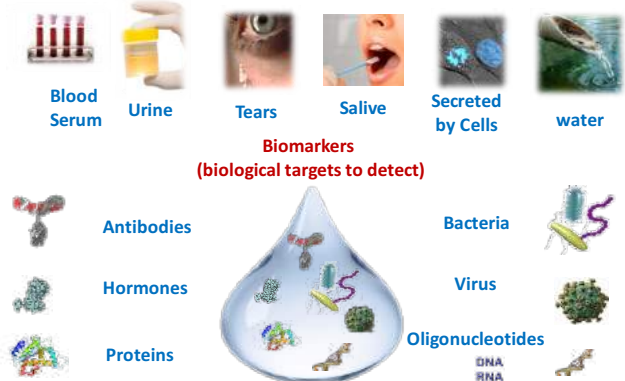 Blood
Serum
Urine
Tears
Salive
Secreted
by Cells
water
Biomarkers
(biological targets to detect)
Antibodies
Bacteria
Hormones
Virus
Proteins
Oligonucleotides
DNA
RNA